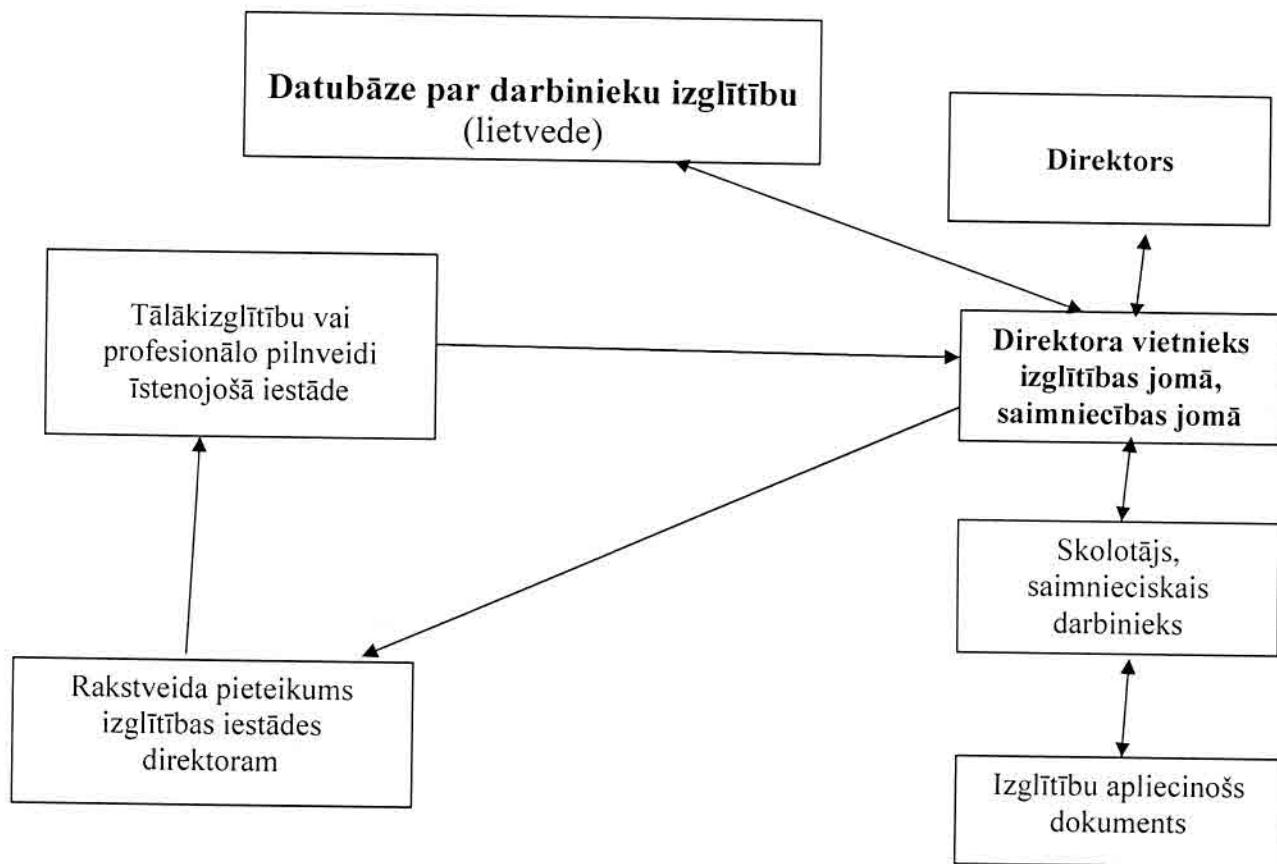 Datubāze par darbinieku izglītību
(lietvede)
Direktors
Tālākizglītību vai
profesionālo pilnveidi
īstenojošā iestāde
Direktora vietnieks
izglītības jomā,
saimniecības jomā
Skolotājs,
saimnieciskais
darbinieks
Rakstveida pieteikums
izglītības iestādes
direktoram
Izglītību apliecinošs
dokuments